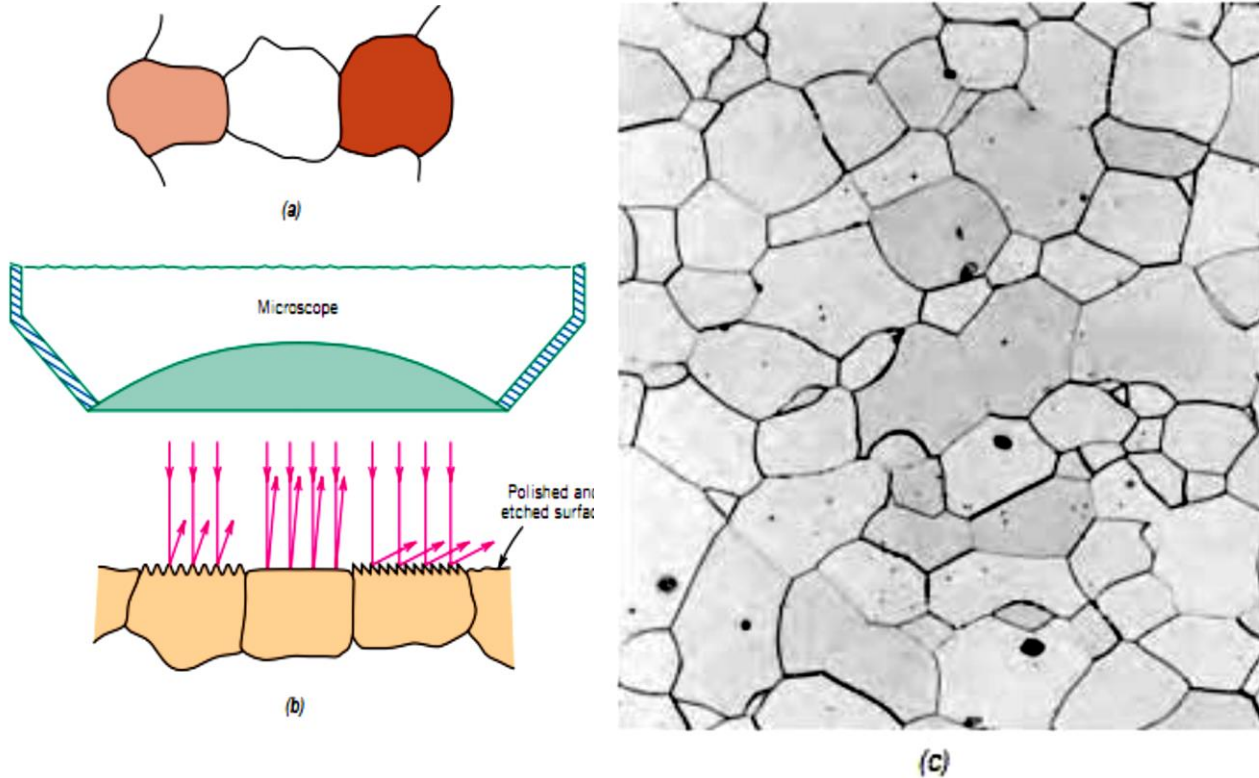 (a)
Microscope
Polished and
etched surfac
(b)
(c)